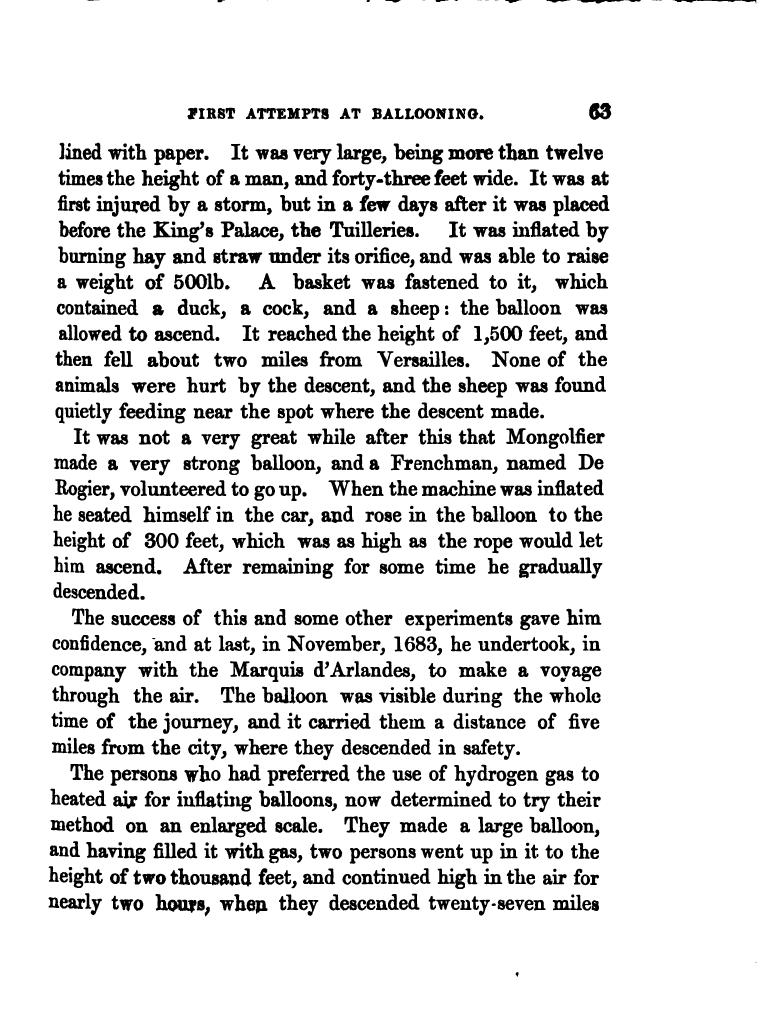 FIRST ATTEMPTS AT BALLOONING. 63
lined with paper. It was very large, being more than twelve
times the height of a man, and forty-three feet wide. It was at
first injured by a storm, but in a few days after it was placed
before the King's Palace, the Tuilleries. It was inflated by
burning hay and straw under its orifice, and was able to raise
a weight of 500lb. A basket was fastened to it, which
contained a duck, a cock, and a sheep: the balloon was
allowed to ascend. It reached the height of 1,500 feet, and
then fell about two miles from Versailles. None of the
animals were hurt by the descent, and the sheep was found
quietly feeding near the spot where the descent made.
It was not a very great while after this that Mongolfier
made a very strong balloon, and a Frenchman, named De
Rogier, volunteered to go up. When the machine was inflated
he seated himself in the car, and rose in the balloon to the
height of 300 feet, which was as high as the rope would let
him ascend. After remaining for some time he gradually
descended.
The success of this and some other experiments gave him
confidence, and at last, in November, 1683, he undertook, in
company with the Marquis d'Arlandes, to make a voyage
through the air. The balloon was visible during the whole
time of the journey, and it carried them a distance of five
miles from the city, where they descended in safety.
The persons who had preferred the use of hydrogen gas to
heated air for inflating balloons, now determined to try their
method on an enlarged scale. They made a large balloon,
and having filled it with gas, two persons went up in it to the
height of two thousand feet, and continued high in the air for
nearly two hours, when they descended twenty-seven miles